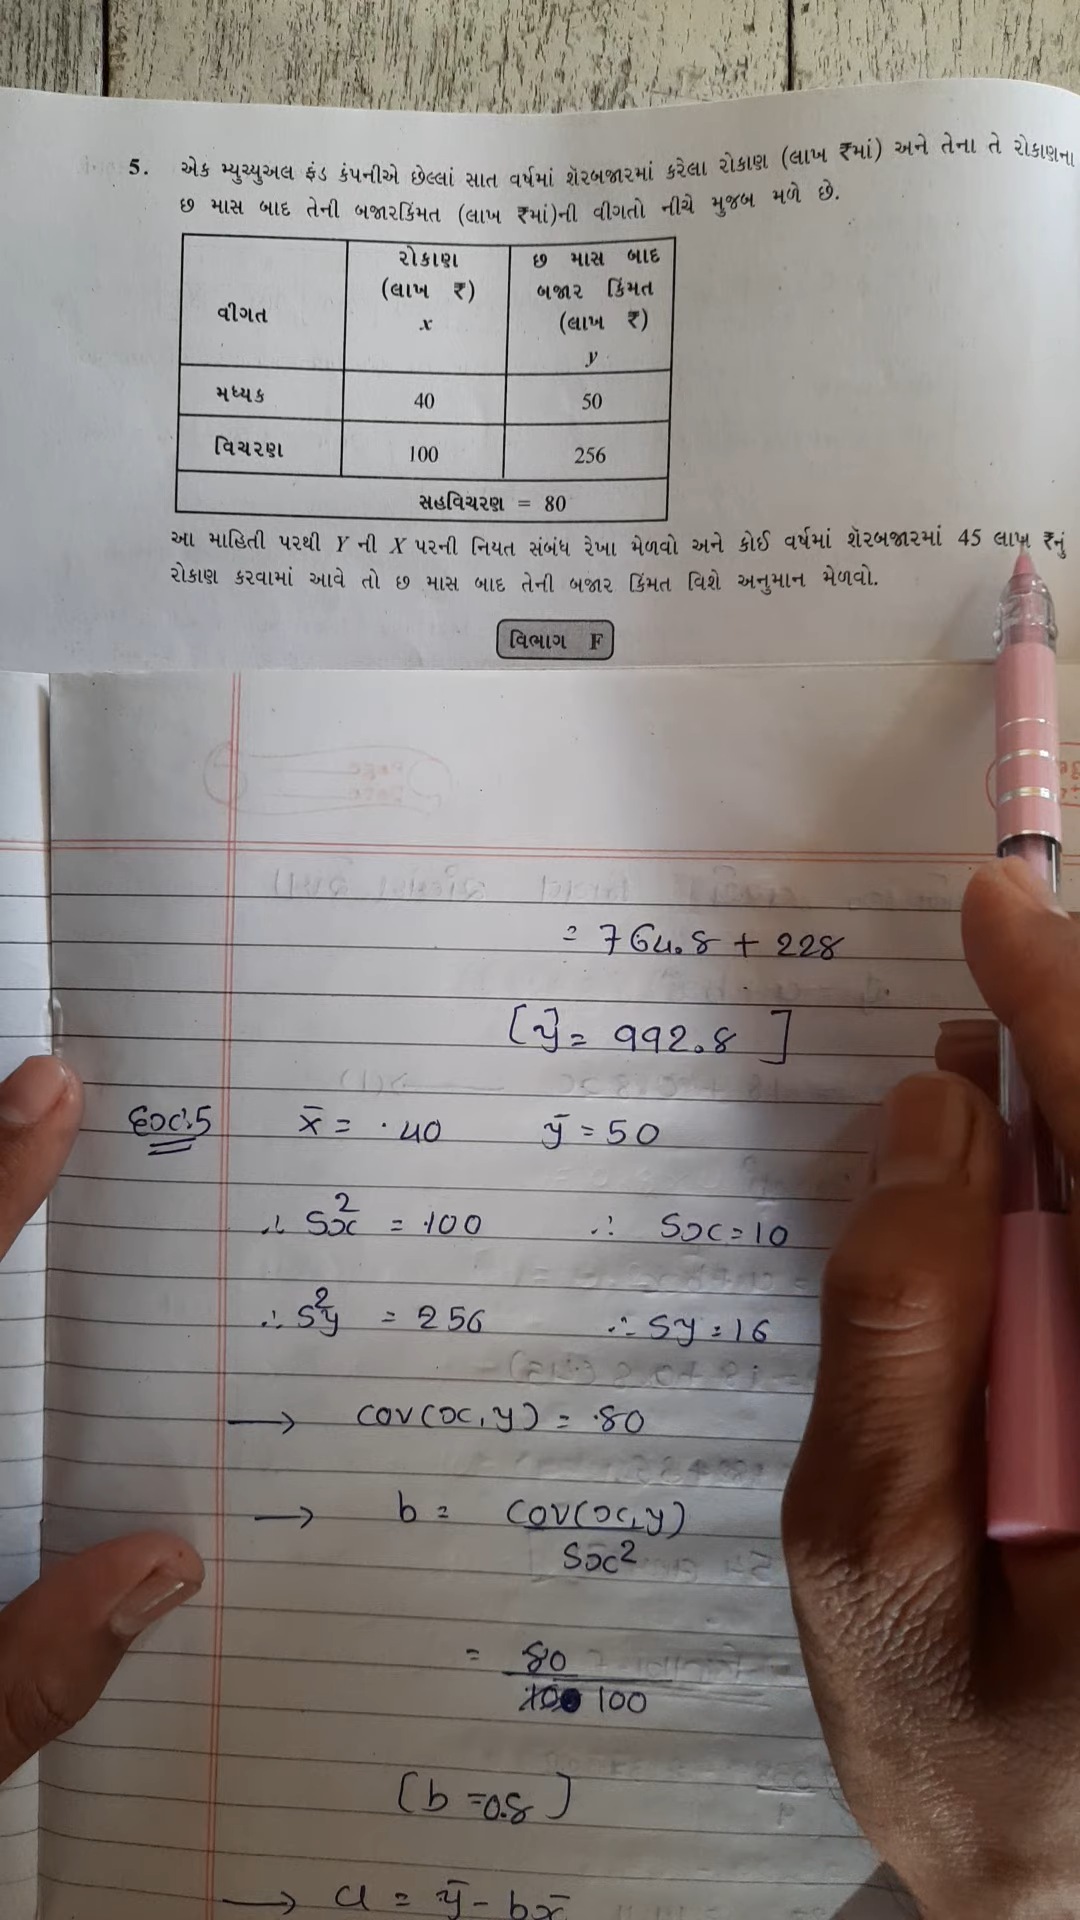 5. એક મ્યુચ્યુઅલ ફંડ કંપનીએ છેલ્લાં સાત વર્ષમાં શૅરબજારમાં કરેલા રોકાણ (લાખ ₹માં) અને તેના તે રોકાણના
છ માસ બાદ તેની બજારકિંમત (લાખ ₹માં)ની વીગતો નીચે મુજબ મળે છે.
વીગત
રોકાણ
(લાખ ₹)
x
છ માસ બાદ
બજાર કિંમત
(લાખ ₹)
y
મધ્યક 40 50
વિચરણ 100 256
સહવિચરણ = 80
આ માહિતી પરથી Y ની X પરની નિયત સંબંધ રેખા મેળવો અને કોઈ વર્ષમાં શૅરબજારમાં 45 લાખ ₹નું
રોકાણ કરવામાં આવે તો છ માસ બાદ તેની બજાર કિંમત વિશે અનુમાન મેળવો.
વિભાગ F
= 764.8 + 228
[ŷ = 992.8]
x̄ = 40 ȳ = 50
∴ Sx² = 100 ∴ Sx = 10
∴ Sy² = 256 ∴ Sy = 16
→ cov(x,y) = 80
→ b = cov(x,y)
Sx²
= 80
100
[b = 0.8]
→ a = ȳ - bx̄